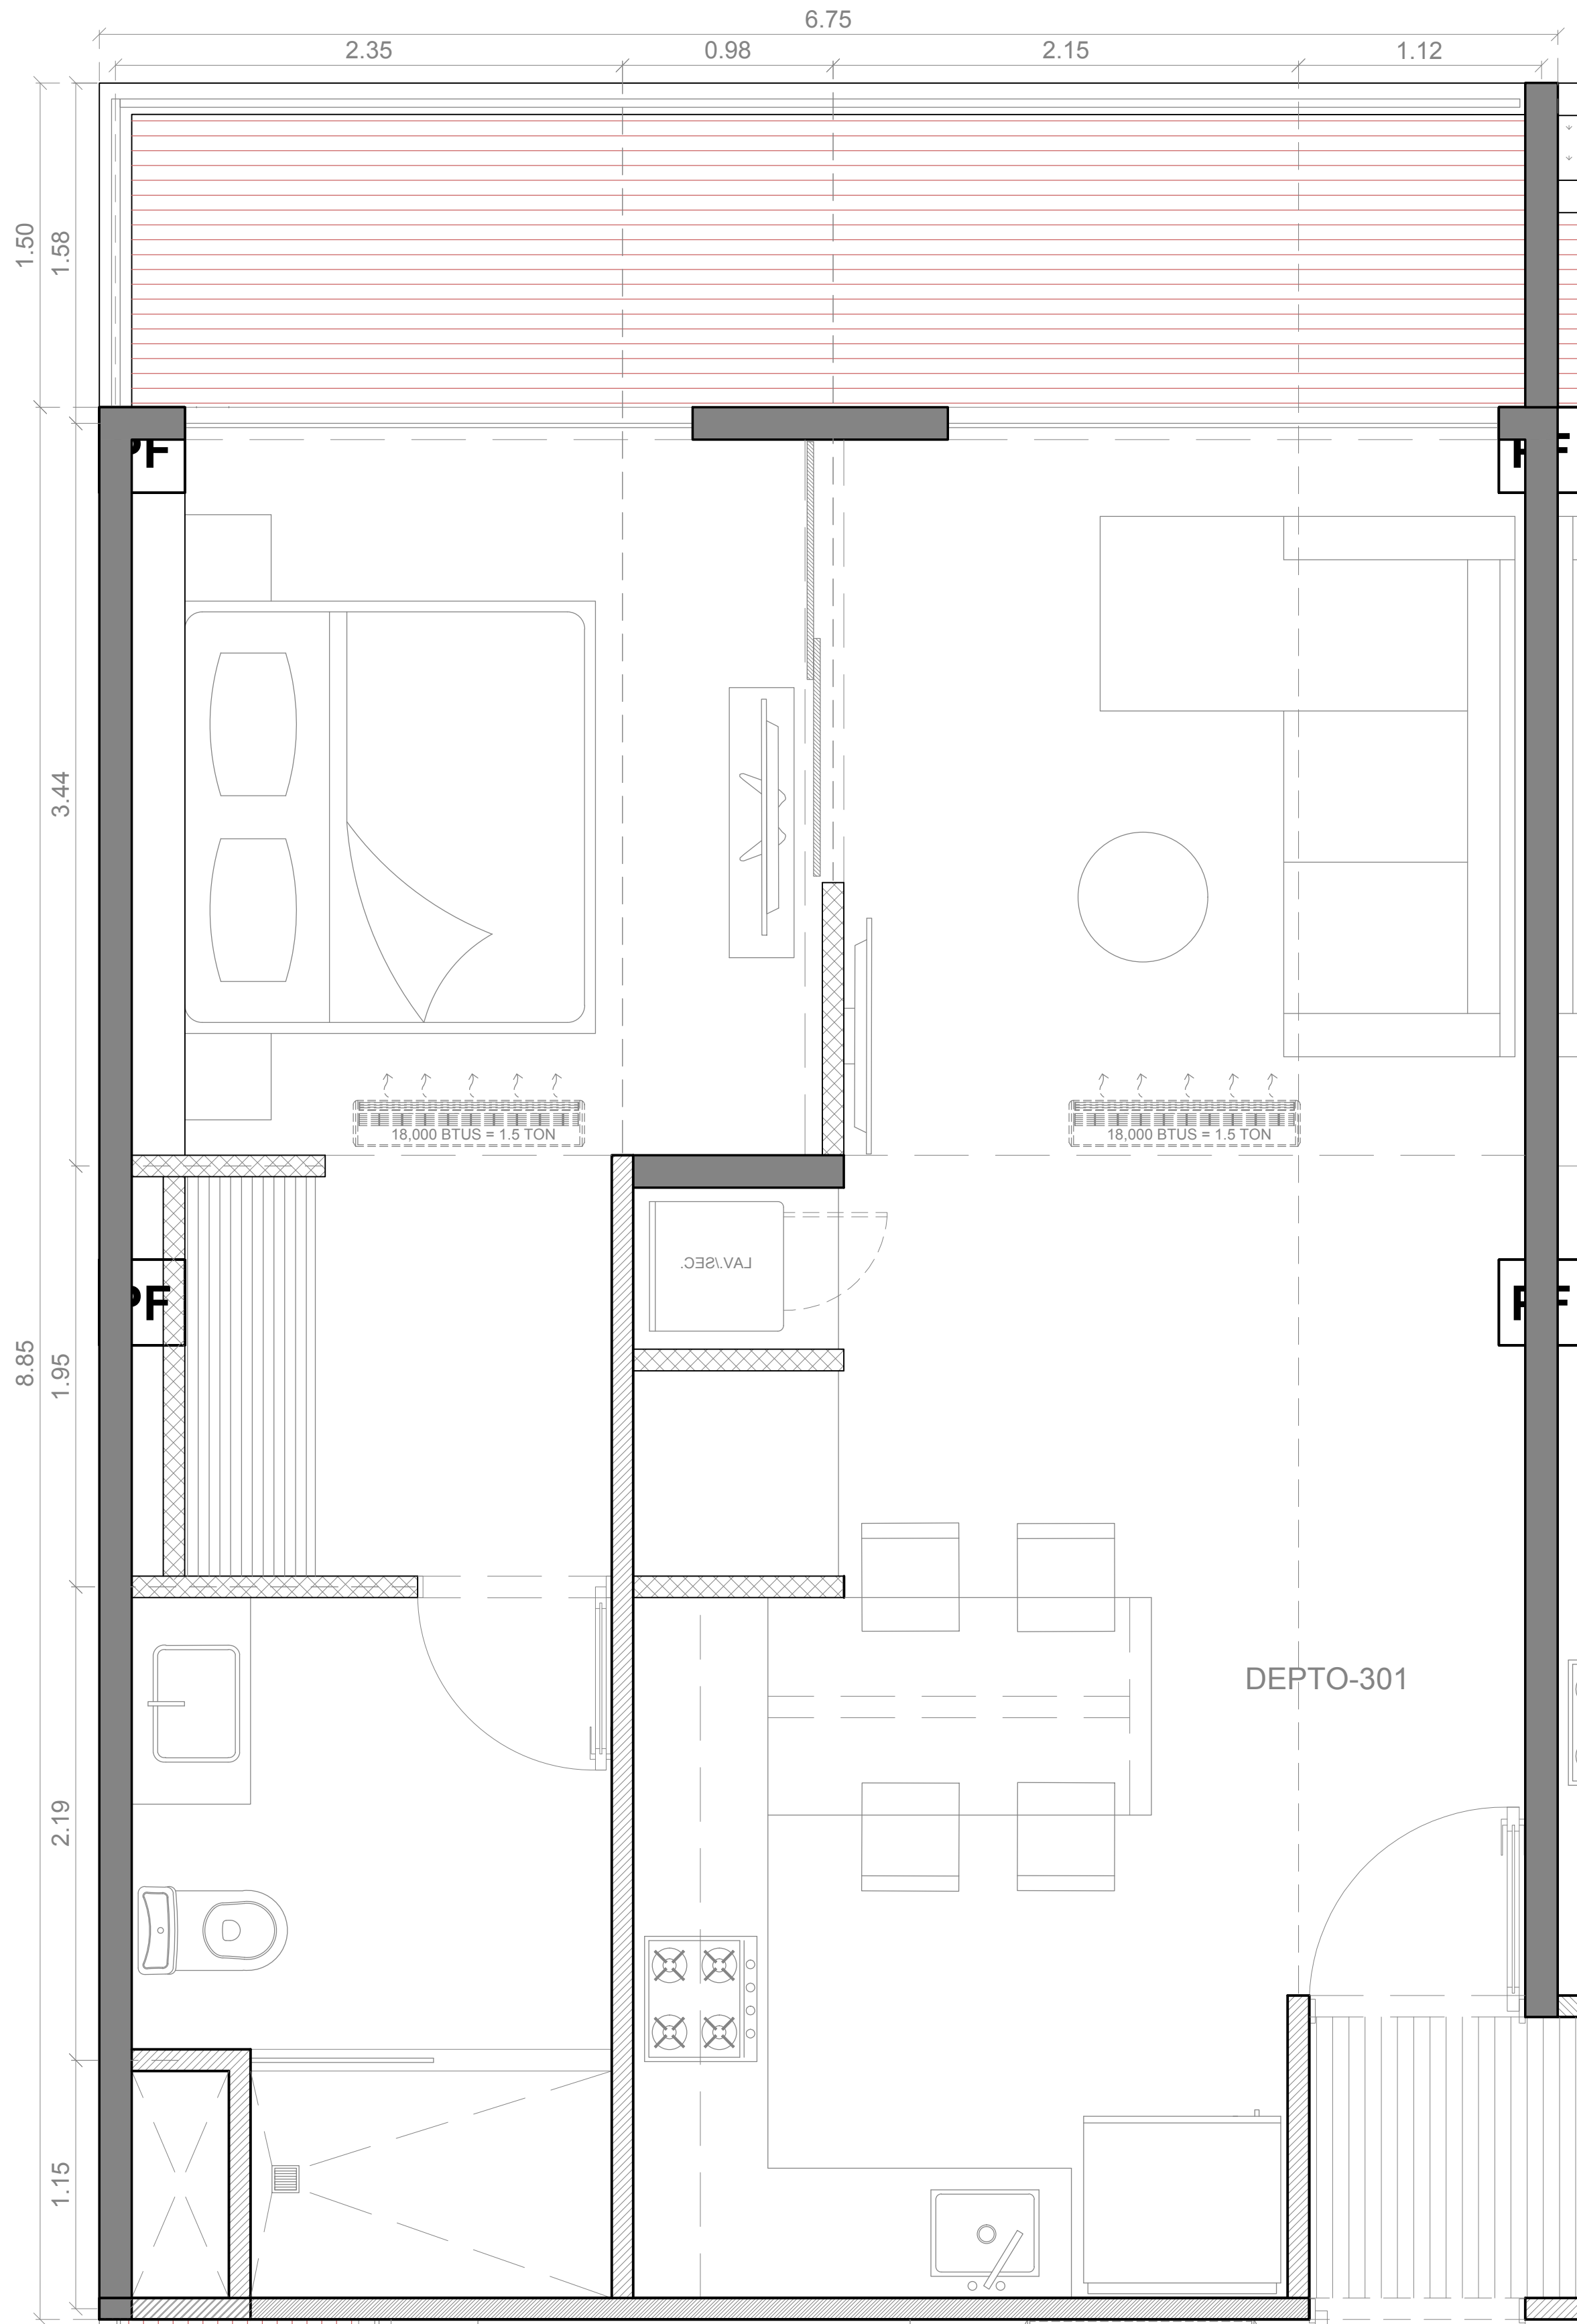 6.75
2.35 0.98 2.15 1.12
1.50
1.58
PF
PF
3.44
18,000 BTUS = 1.5 TON
18,000 BTUS = 1.5 TON
LAV./SEC.
PF
PF
8.85
1.95
DEPTO-301
2.19
1.15